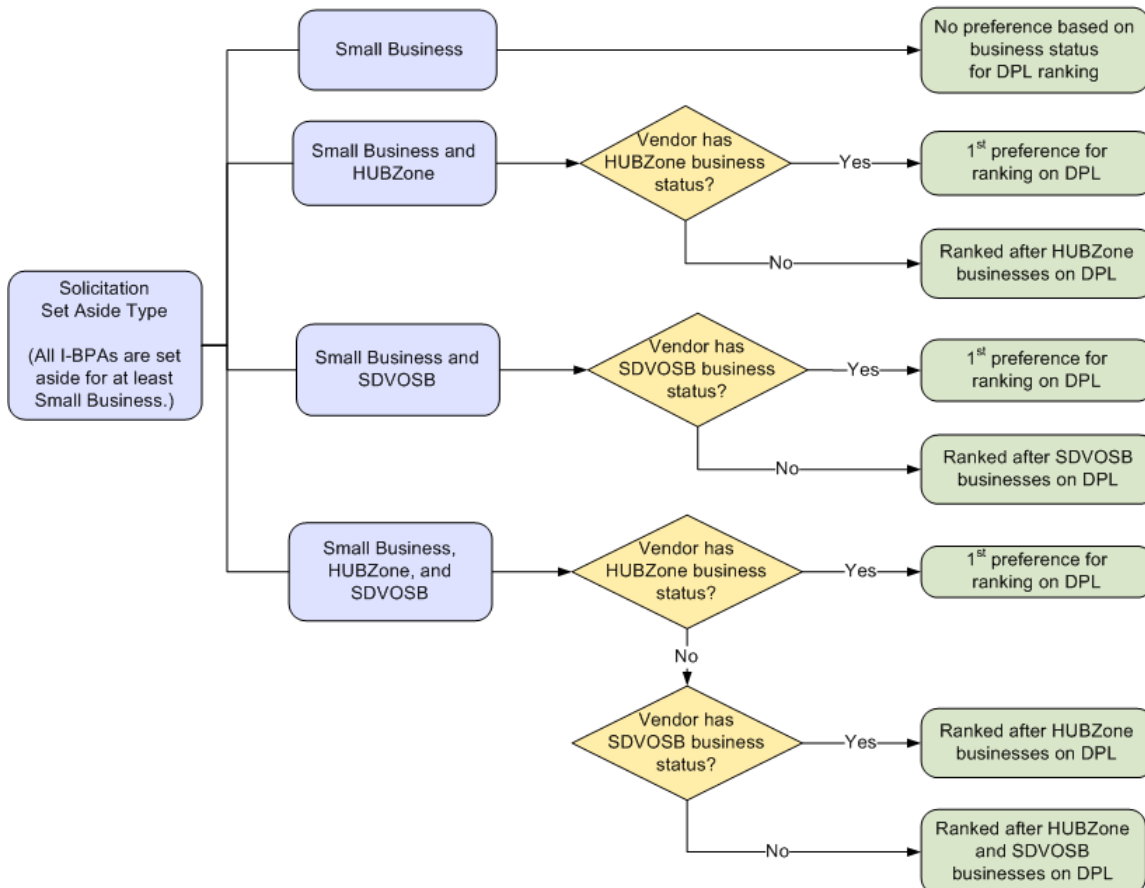 Small Business
No preference based on
business status
for DPL ranking
Small Business and
HUBZone
Vendor has
HUBZone business
status?
Yes
1st preference for
ranking on DPL
No
Ranked after HUBZone
businesses on DPL
Solicitation
Set Aside Type
(All I-BPAs are set
aside for at least
Small Business.)
Small Business and
SDVOSB
Vendor has
SDVOSB business
status?
Yes
1st preference for
ranking on DPL
No
Ranked after SDVOSB
businesses on DPL
Small Business,
HUBZone, and
SDVOSB
Vendor has
HUBZone business
status?
Yes
1st preference for
ranking on DPL
No
Vendor has
SDVOSB business
status?
Yes
Ranked after HUBZone
businesses on DPL
No
Ranked after HUBZone
and SDVOSB
businesses on DPL